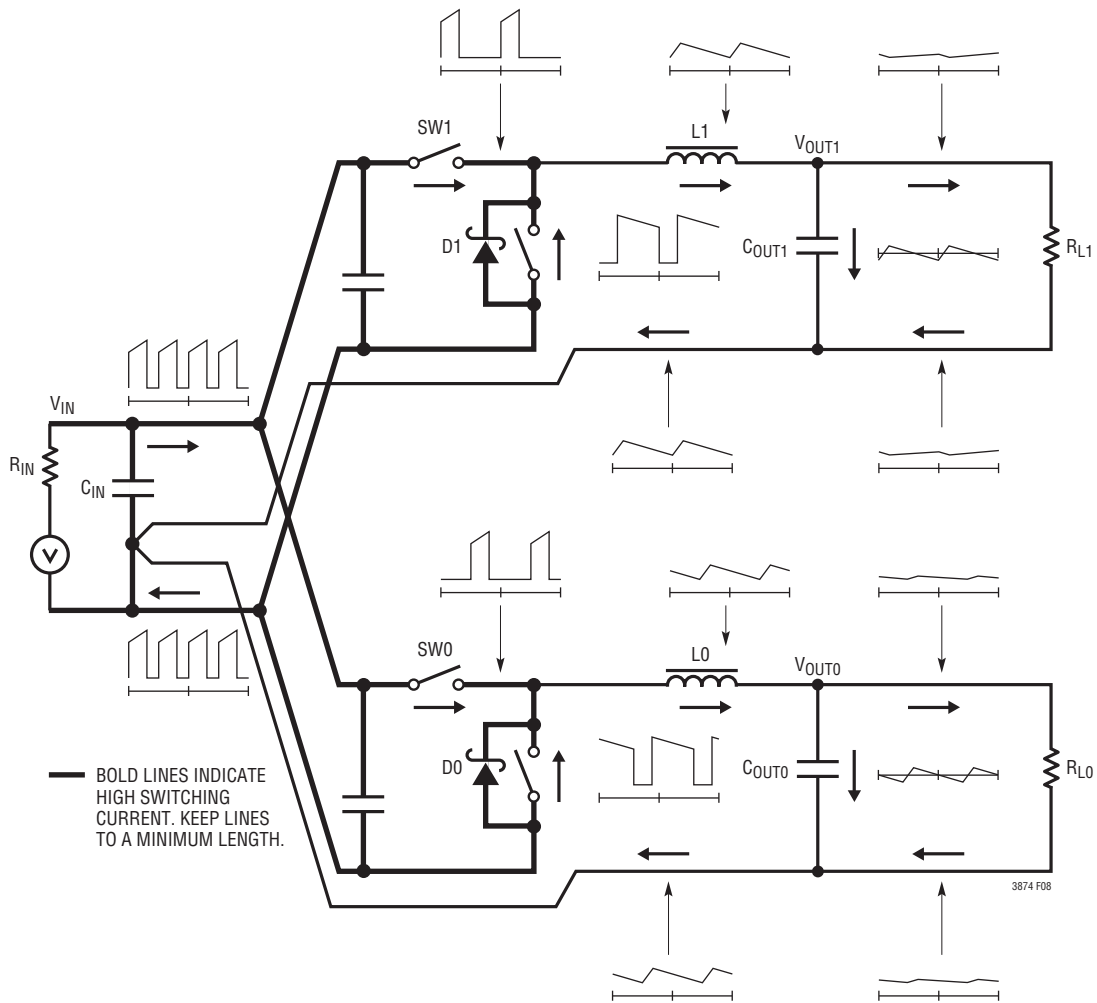 SW1
L1
VOUT1
D1
COUT1
RL1
VIN
RIN
CIN
SW0
L0
VOUT0
D0
COUT0
RL0
BOLD LINES INDICATE
HIGH SWITCHING
CURRENT. KEEP LINES
TO A MINIMUM LENGTH.
3874 F08